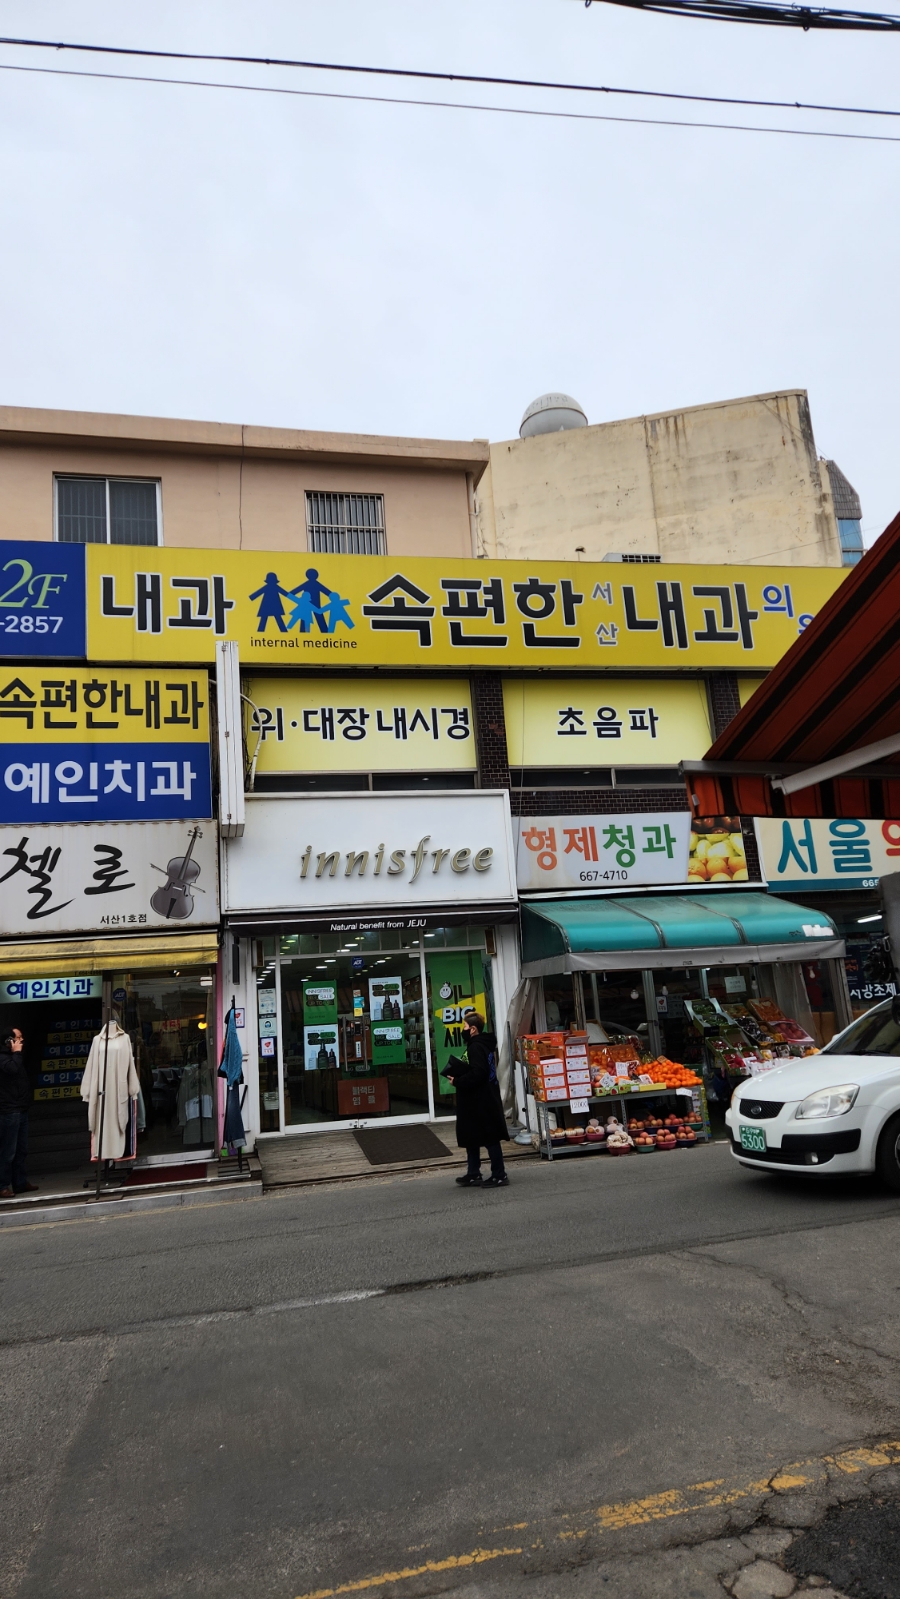 2F
-2857
내과
internal medicine
속편한
서산
내과
의
속편한내과
예인치과
위·대장 내시경
초음파
첼로
서산1호점
innisfree
Natural benefit from JEJU
형제청과
667-4710
서울
예인치과
BIG
5300